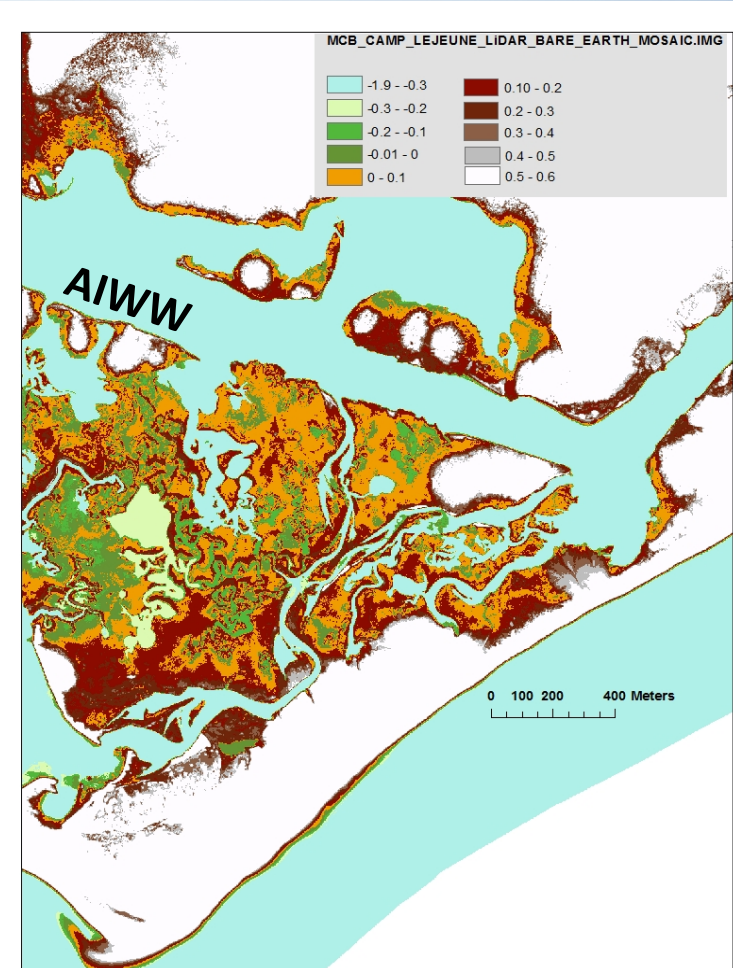 MCB_CAMP_LEJEUNE_LiDAR_BARE_EARTH_MOSAIC.IMG
-1.9 - -0.3
-0.3 - -0.2
-0.2 - -0.1
-0.01 - 0
0 - 0.1
0.10 - 0.2
0.2 - 0.3
0.3 - 0.4
0.4 - 0.5
0.5 - 0.6
AIWW
0 100 200 400 Meters